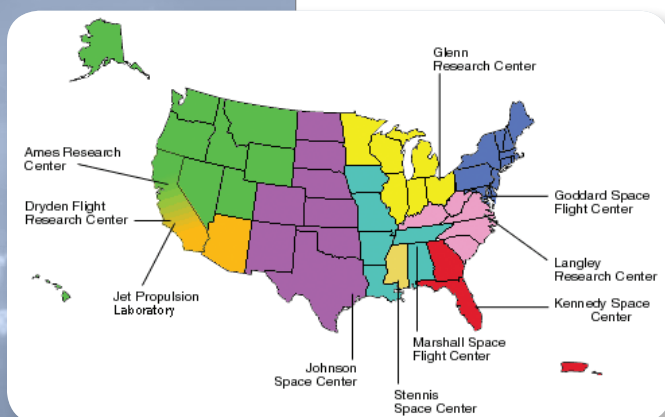 Glenn
Research Center
Ames Research
Center
Dryden Flight
Research Center
Goddard Space
Flight Center
Langley
Research Center
Jet Propulsion
Laboratory
Kennedy Space
Center
Marshall Space
Flight Center
Johnson
Space Center
Stennis
Space Center